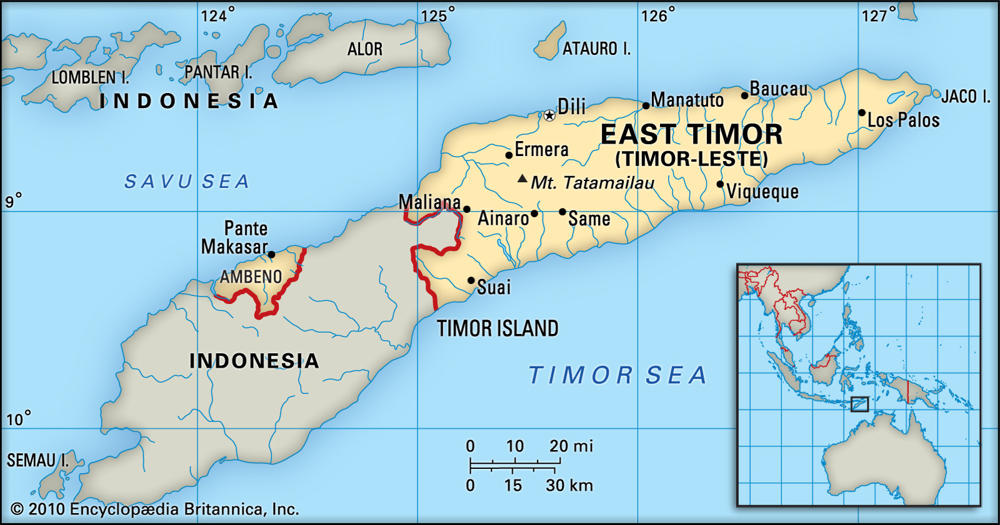 124°
125°
126°
127°
ALOR
ATAURO I.
LOMBLEN I.
PANTAR I.
INDONESIA
Baucau
Manatuto
JACO I.
Dili
Los Palos
EAST TIMOR
(TIMOR-LESTE)
Ermera
SAVU SEA
Mt. Tatamailau
Viqueque
9°
Maliana
Ainaro
Same
Pante
Makasar
AMBENO
Suai
TIMOR ISLAND
INDONESIA
TIMOR SEA
10°
SEMAU I.
0 10 20 mi
0 15 30 km
© 2010 Encyclopædia Britannica, Inc.